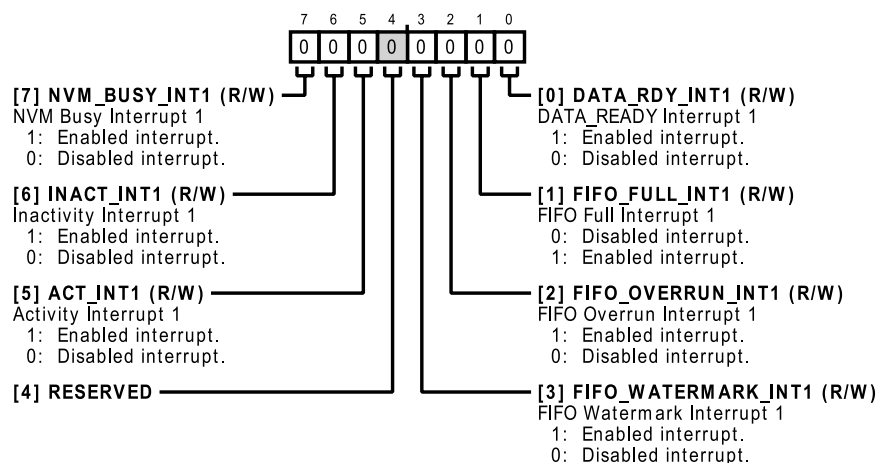 7 6 5 4 3 2 1 0
0 0 0 0 0 0 0 0
[7] NVM_BUSY_INT1 (R/W)
NVM Busy Interrupt 1
1: Enabled interrupt.
0: Disabled interrupt.
[6] INACT_INT1 (R/W)
Inactivity Interrupt 1
1: Enabled interrupt.
0: Disabled interrupt.
[5] ACT_INT1 (R/W)
Activity Interrupt 1
1: Enabled interrupt.
0: Disabled interrupt.
[4] RESERVED
[0] DATA_RDY_INT1 (R/W)
DATA_READY Interrupt 1
1: Enabled interrupt.
0: Disabled interrupt.
[1] FIFO_FULL_INT1 (R/W)
FIFO Full Interrupt 1
0: Disabled interrupt.
1: Enabled interrupt.
[2] FIFO_OVERRUN_INT1 (R/W)
FIFO Overrun Interrupt 1
1: Enabled interrupt.
0: Disabled interrupt.
[3] FIFO_WATERMARK_INT1 (R/W)
FIFO Watermark Interrupt 1
1: Enabled interrupt.
0: Disabled interrupt.